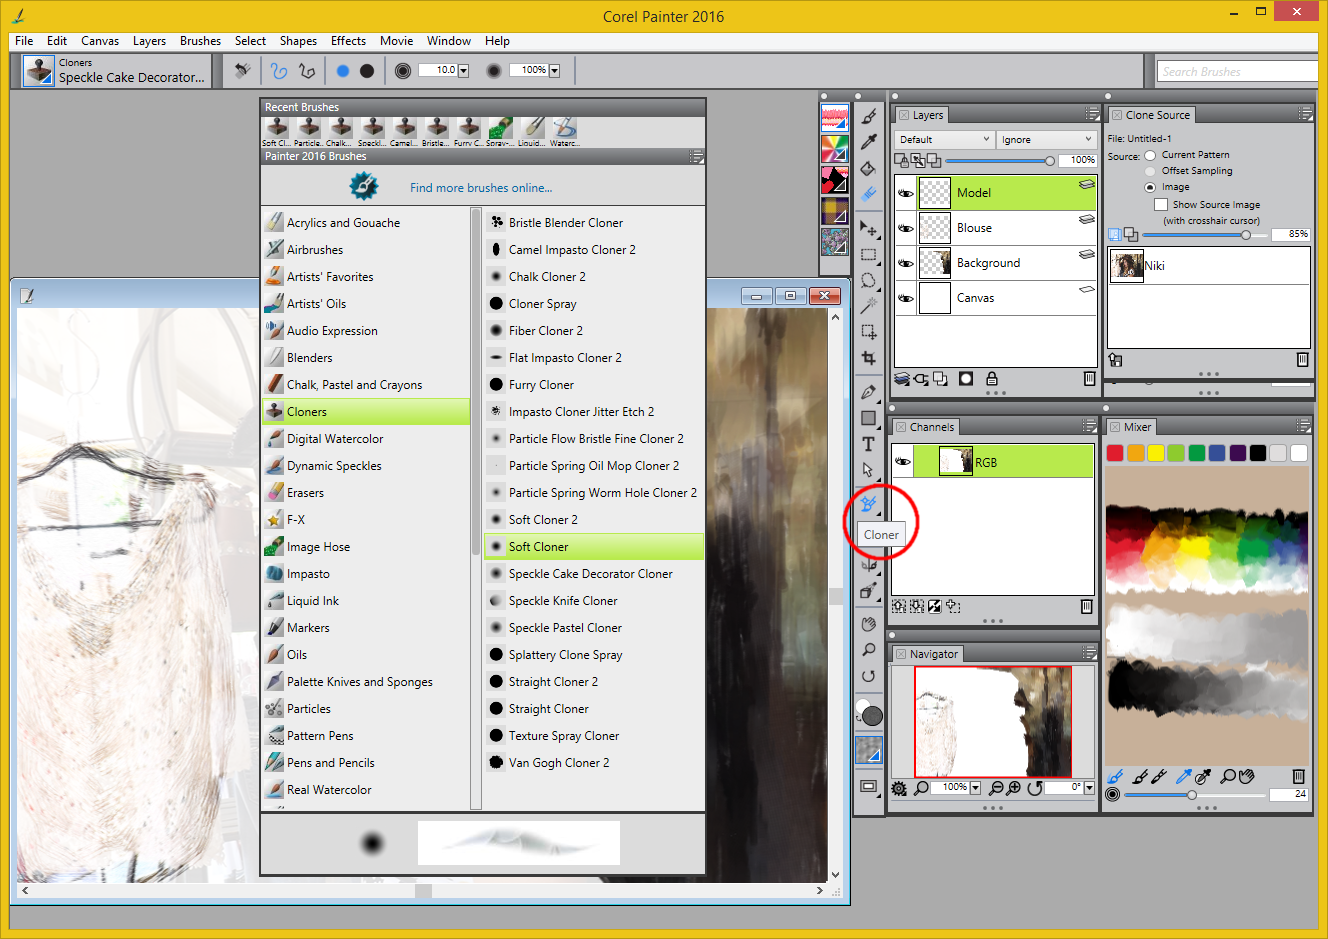 Corel Painter 2016
File Edit Canvas Layers Brushes Select Shapes Effects Movie Window Help
Cloners
Speckle Cake Decorator...
10.0
100%
Search Brushes
Recent Brushes
Soft Cl... Particle... Chalk... Speckl... Camel... Bristle... Furry C... Spray-... Liquid... Waterc...
Painter 2016 Brushes
Find more brushes online...
Acrylics and Gouache
Airbrushes
Artists' Favorites
Artists' Oils
Audio Expression
Blenders
Chalk, Pastel and Crayons
Cloners
Digital Watercolor
Dynamic Speckles
Erasers
F-X
Image Hose
Impasto
Liquid Ink
Markers
Oils
Palette Knives and Sponges
Particles
Pattern Pens
Pens and Pencils
Real Watercolor
Bristle Blender Cloner
Camel Impasto Cloner 2
Chalk Cloner 2
Cloner Spray
Fiber Cloner 2
Flat Impasto Cloner 2
Furry Cloner
Impasto Cloner Jitter Etch 2
Particle Flow Bristle Fine Cloner 2
Particle Spring Oil Mop Cloner 2
Particle Spring Worm Hole Cloner 2
Soft Cloner 2
Soft Cloner
Speckle Cake Decorator Cloner
Speckle Knife Cloner
Speckle Pastel Cloner
Splattery Clone Spray
Straight Cloner 2
Straight Cloner
Texture Spray Cloner
Van Gogh Cloner 2
T
Cloner
Layers
Default
Ignore
100%
Model
Blouse
Background
Canvas
Clone Source
File: Untitled-1
Source: Current Pattern
Offset Sampling
Image
Show Source Image
(with crosshair cursor)
85%
Niki
Channels
RGB
Navigator
100%
0°
Mixer
24